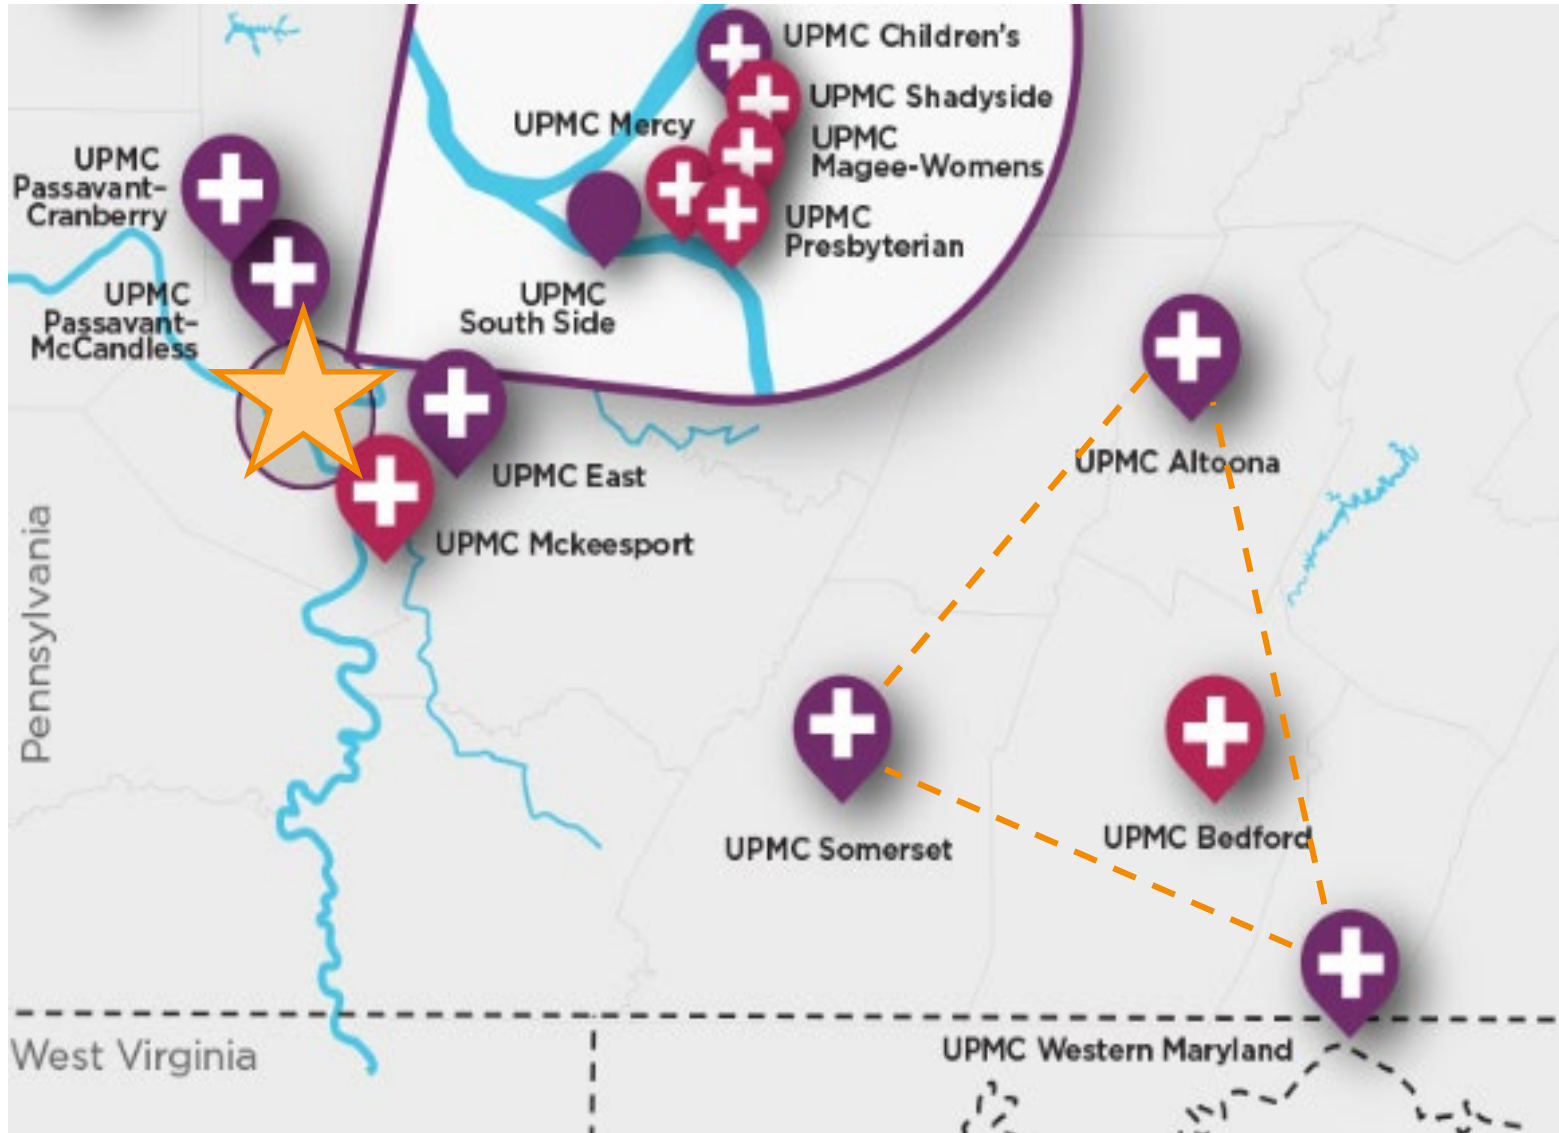 UPMC Children's
UPMC Shadyside
UPMC Mercy
UPMC
Magee-Womens
UPMC
Passavant-
Cranberry
UPMC
Presbyterian
UPMC
South Side
UPMC
Passavant-
McCandless
UPMC Altoona
UPMC East
UPMC Mckeesport
Pennsylvania
UPMC Somerset
UPMC Bedford
UPMC Western Maryland
West Virginia